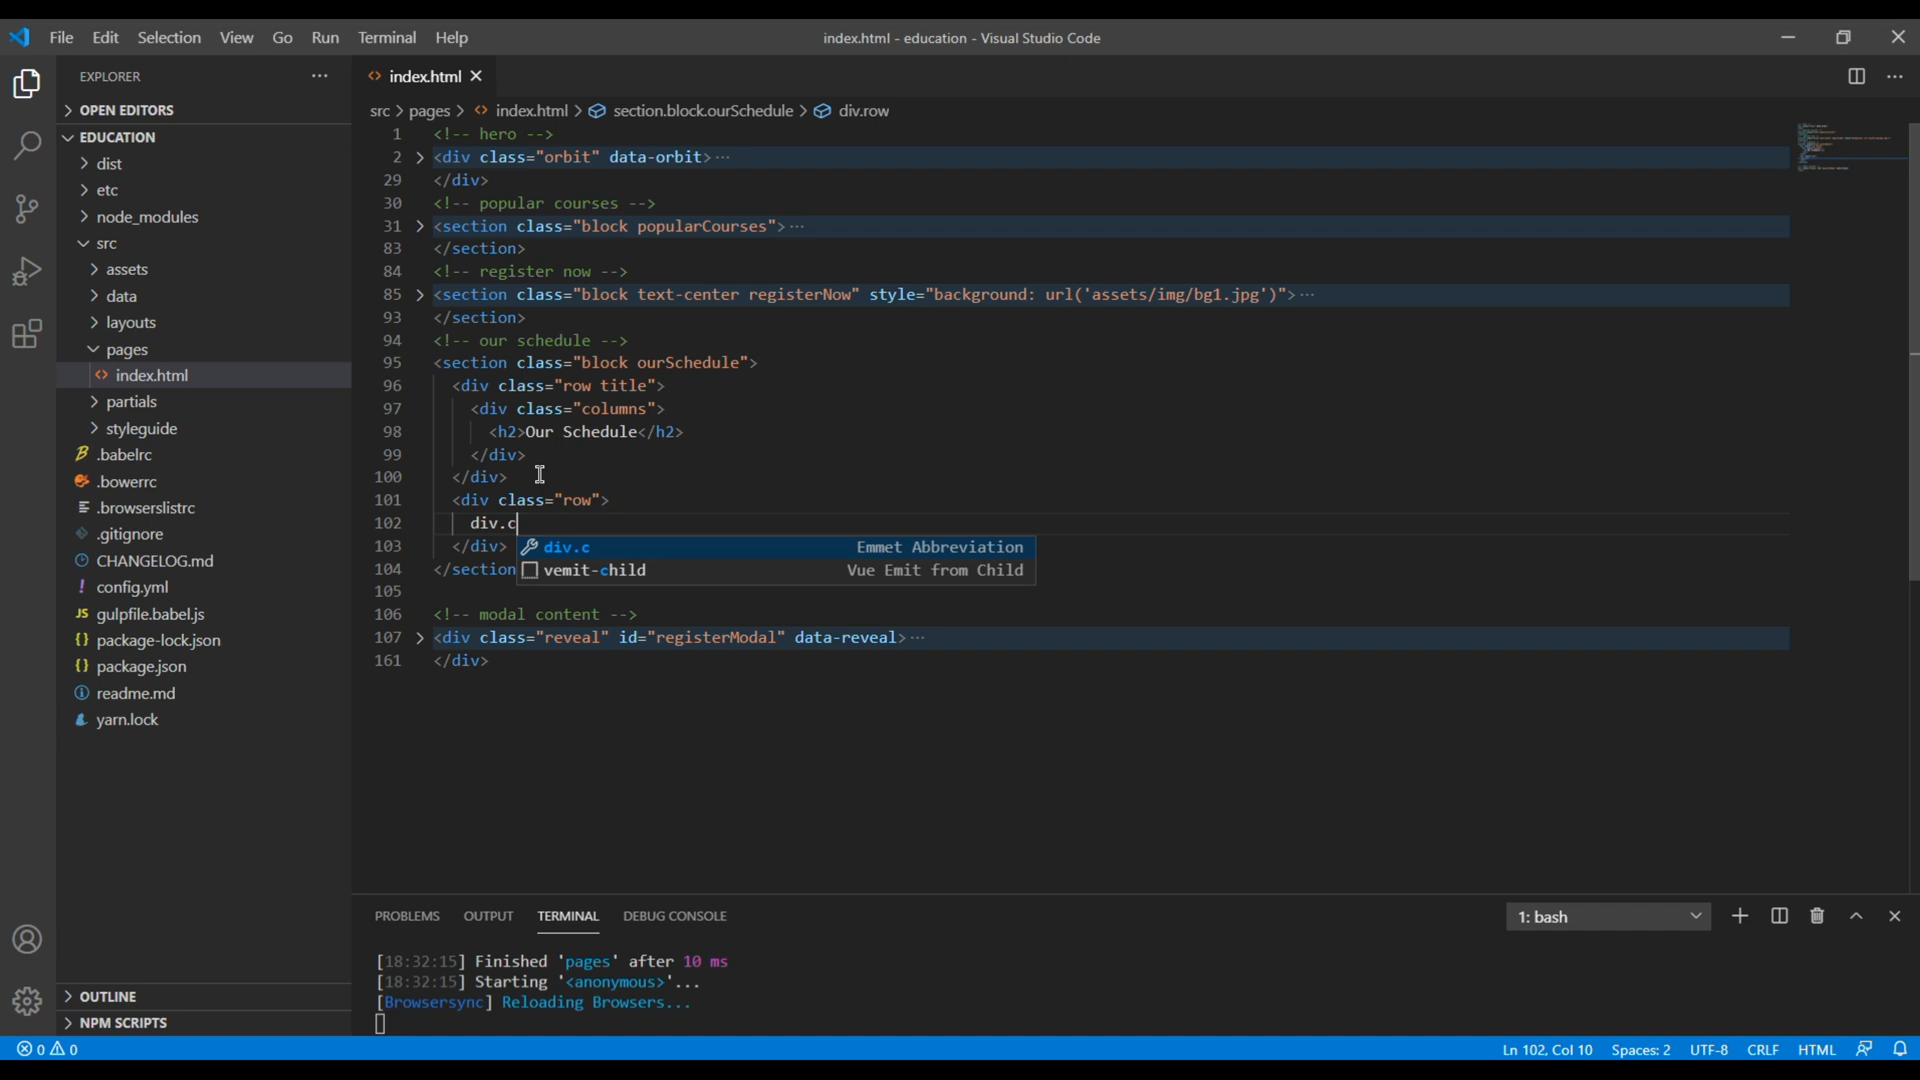 File Edit Selection View Go Run Terminal Help
index.html - education - Visual Studio Code
EXPLORER
OPEN EDITORS
EDUCATION
dist
etc
node_modules
src
assets
data
layouts
pages
index.html
partials
styleguide
.babelrc
.bowerrc
.browserslistrc
.gitignore
CHANGELOG.md
config.yml
gulpfile.babel.js
package-lock.json
package.json
readme.md
yarn.lock
OUTLINE
NPM SCRIPTS
index.html
src > pages > index.html > section.block.ourSchedule > div.row
1 <!-- hero -->
2 <div class="orbit" data-orbit>···
29 </div>
30 <!-- popular courses -->
31 <section class="block popularCourses">···
83 </section>
84 <!-- register now -->
85 <section class="block text-center registerNow" style="background: url('assets/img/bg1.jpg')">···
93 </section>
94 <!-- our schedule -->
95 <section class="block ourSchedule">
96 <div class="row title">
97 <div class="columns">
98 <h2>Our Schedule</h2>
99 </div>
100 </div>
101 <div class="row">
102 div.c
103 </div>
104 </section
105
106 <!-- modal content -->
107 <div class="reveal" id="registerModal" data-reveal>···
161 </div>
div.c Emmet Abbreviation
vemit-child Vue Emit from Child
PROBLEMS OUTPUT TERMINAL DEBUG CONSOLE
1: bash
[18:32:15] Finished 'pages' after 10 ms
[18:32:15] Starting '<anonymous>'...
[Browsersync] Reloading Browsers...
0 0
Ln 102, Col 10 Spaces: 2 UTF-8 CRLF HTML